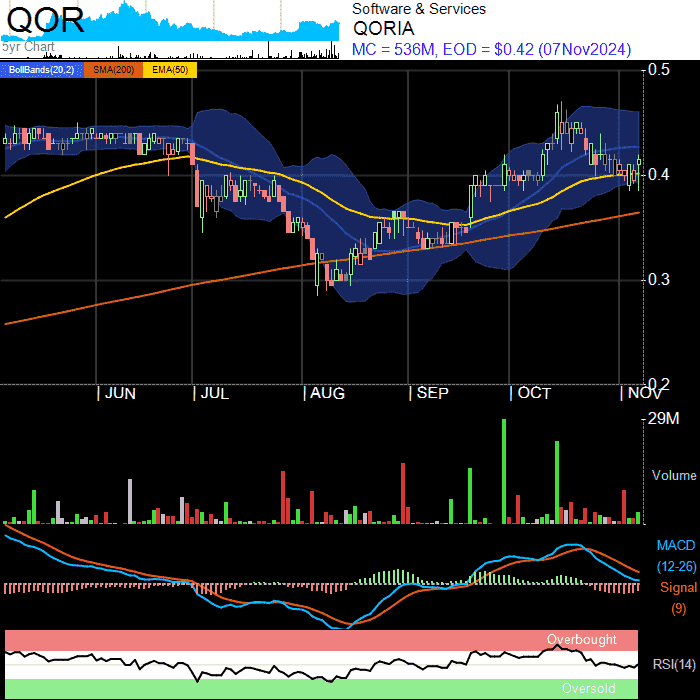 QOR
5yr Chart
Software & Services
QORIA
MC = 536M, EOD = $0.42 (07Nov2024)
BollBands(20,2) SMA(200) EMA(50)
0.5
0.4
0.3
0.2
JUN JUL AUG SEP OCT NOV
29M
Volume
MACD
(12-26)
Signal
(9)
Overbought
RSI(14)
Oversold